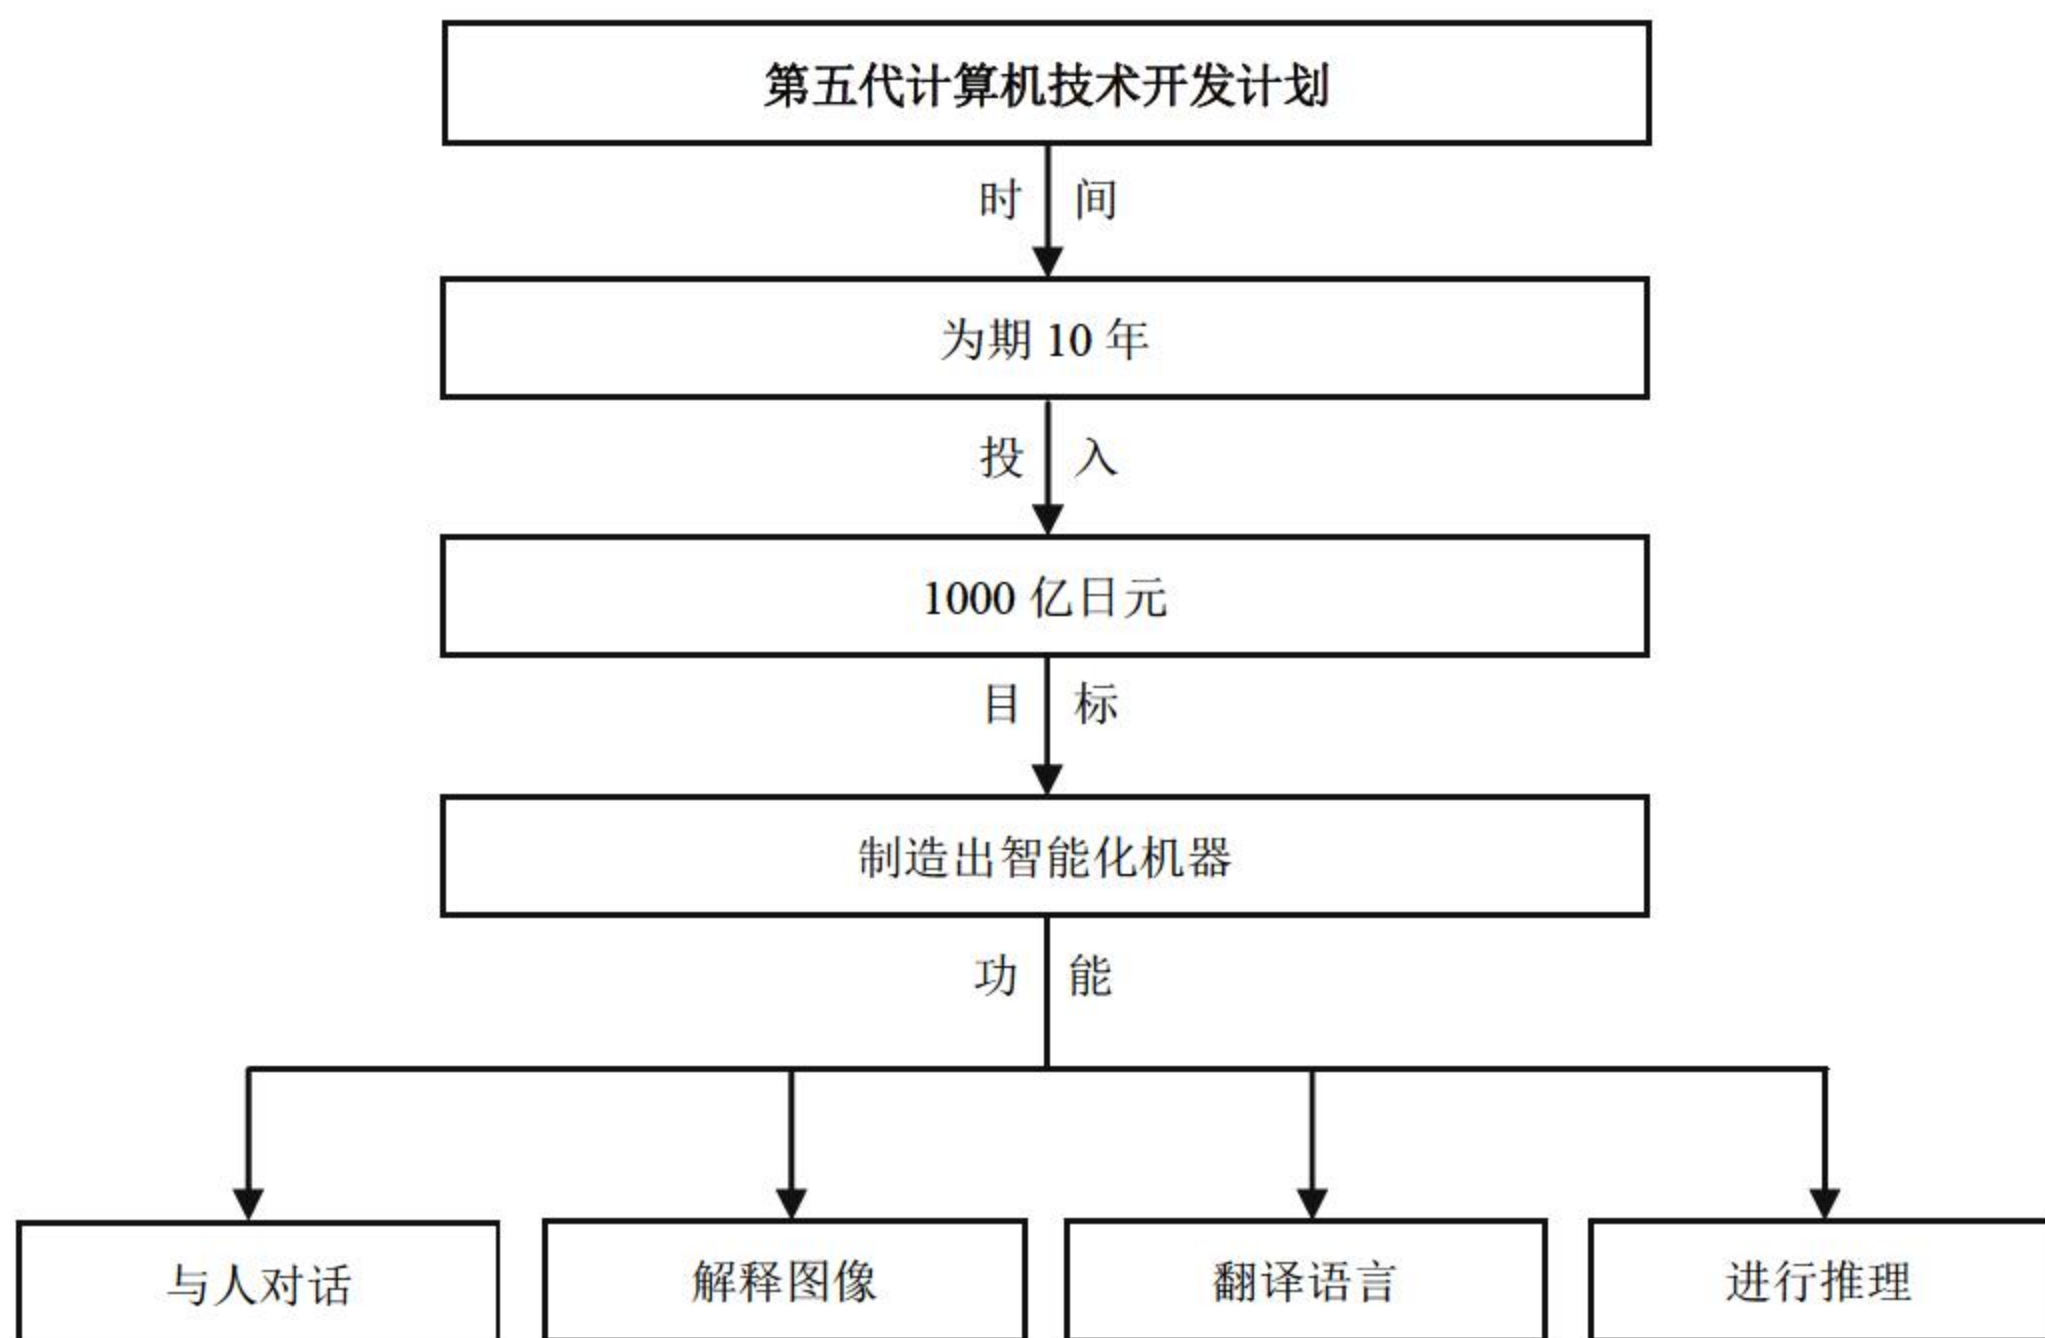 第五代计算机技术开发计划
时 间
为期 10 年
投 入
1000 亿日元
目 标
制造出智能化机器
功 能
与人对话
解释图像
翻译语言
进行推理